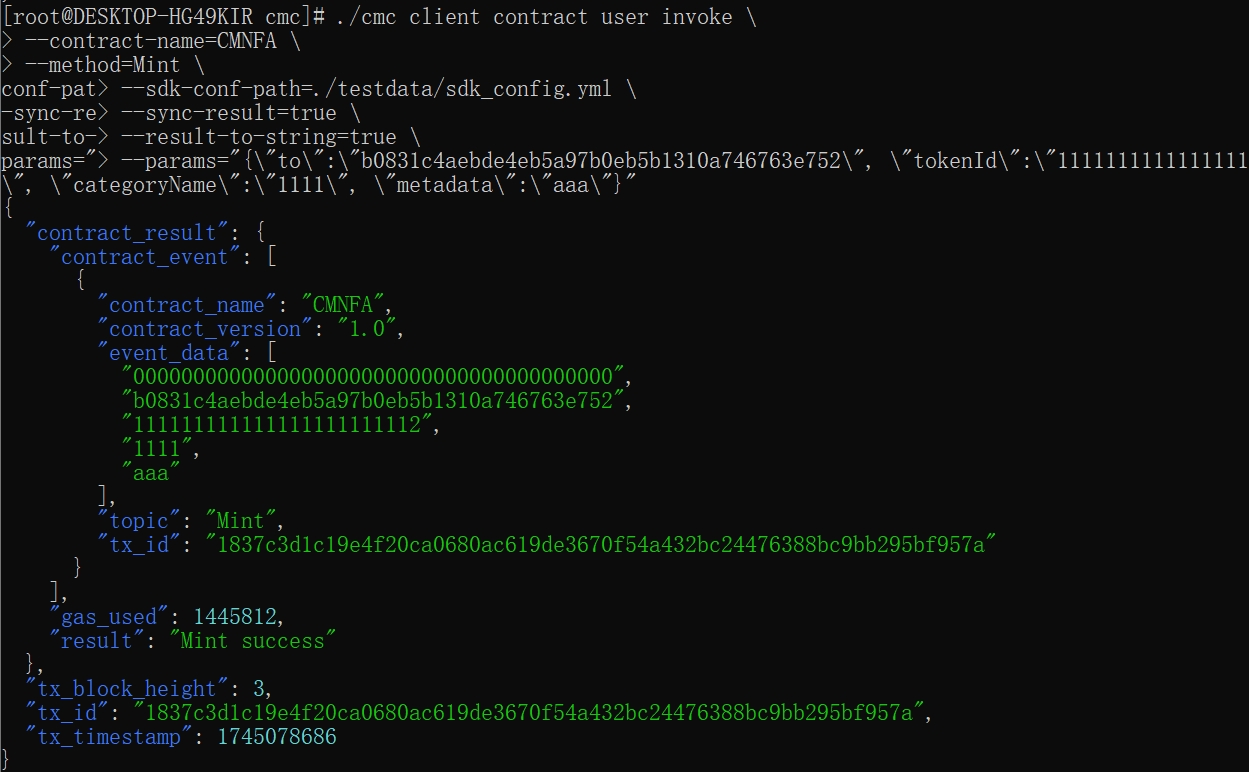 [root@DESKTOP-HG49KIR cmc]# ./cmc client contract user invoke \
> --contract-name=CMNFA \
> --method=Mint \
conf-pat> --sdk-conf-path=./testdata/sdk_config.yml \
-sync-re> --sync-result=true \
sult-to-> --result-to-string=true \
params="> --params="{\"to\":\"b0831c4aebde4eb5a97b0eb5b1310a746763e752\", \"tokenId\":\"1111111111111111
\", \"categoryName\":\"1111\", \"metadata\":\"aaa\"}"
{
"contract_result": {
"contract_event": [
{
"contract_name": "CMNFA",
"contract_version": "1.0",
"event_data": [
"0000000000000000000000000000000000000000",
"b0831c4aebde4eb5a97b0eb5b1310a746763e752",
"111111111111111111111112",
"1111",
"aaa"
],
"topic": "Mint",
"tx_id": "1837c3d1c19e4f20ca0680ac619de3670f54a432bc24476388bc9bb295bf957a"
}
],
"gas_used": 1445812,
"result": "Mint success"
},
"tx_block_height": 3,
"tx_id": "1837c3d1c19e4f20ca0680ac619de3670f54a432bc24476388bc9bb295bf957a",
"tx_timestamp": 1745078686
}